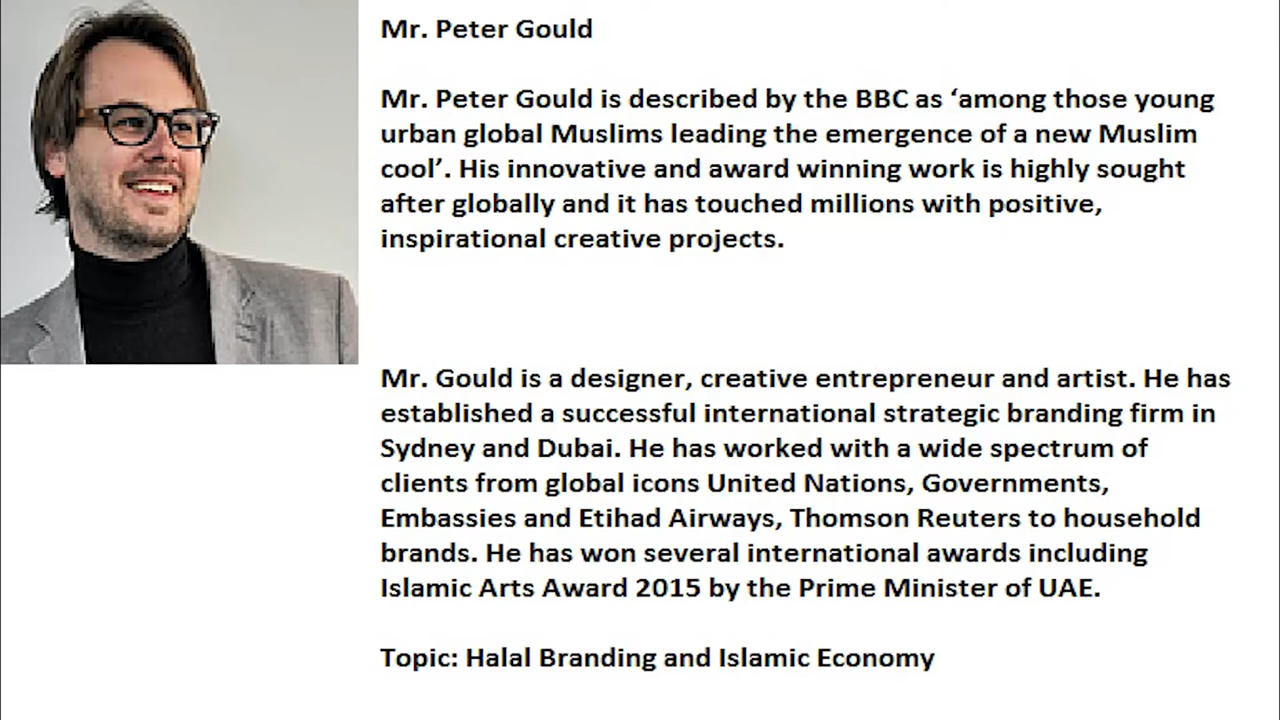 Mr. Peter Gould
Mr. Peter Gould is described by the BBC as ‘among those young
urban global Muslims leading the emergence of a new Muslim
cool’. His innovative and award winning work is highly sought
after globally and it has touched millions with positive,
inspirational creative projects.
Mr. Gould is a designer, creative entrepreneur and artist. He has
established a successful international strategic branding firm in
Sydney and Dubai. He has worked with a wide spectrum of
clients from global icons United Nations, Governments,
Embassies and Etihad Airways, Thomson Reuters to household
brands. He has won several international awards including
Islamic Arts Award 2015 by the Prime Minister of UAE.
Topic: Halal Branding and Islamic Economy